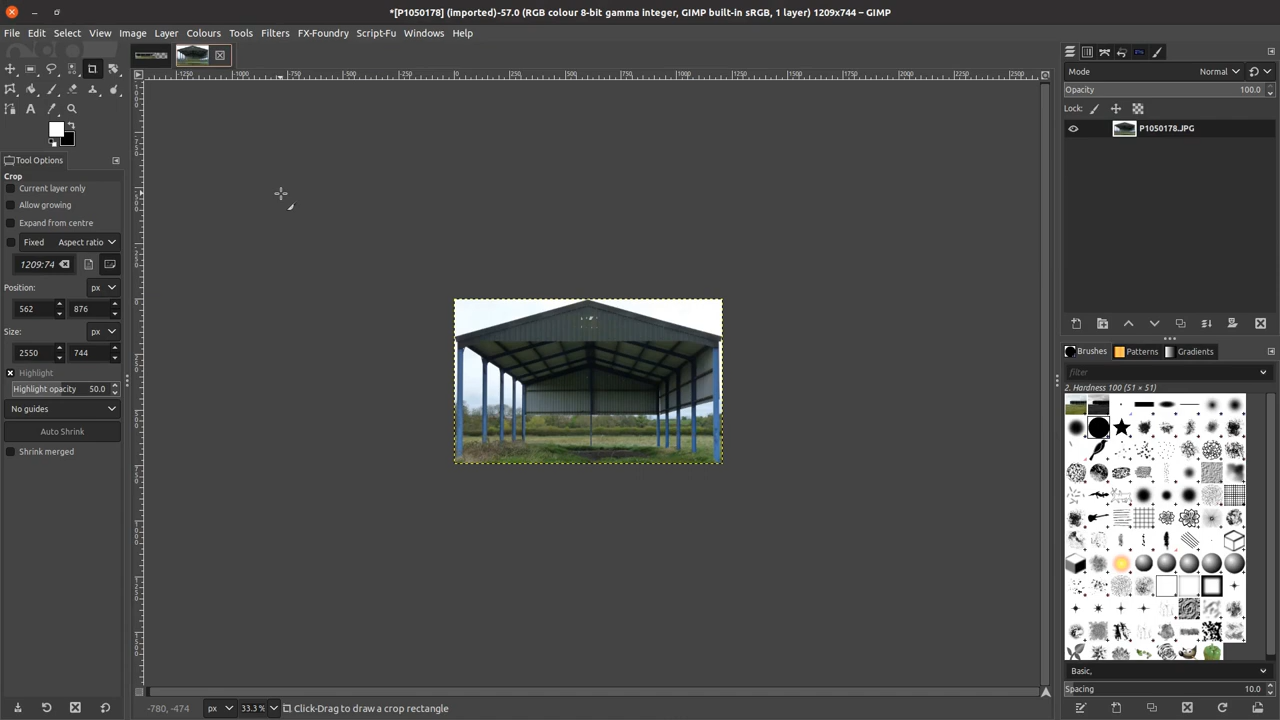 *[P1050178] (imported)-57.0 (RGB colour 8-bit gamma integer, GIMP built-in sRGB, 1 layer) 1209x744 – GIMP
File Edit Select View Image Layer Colours Tools Filters FX-Foundry Script-Fu Windows Help
Mode Normal
Opacity 100.0
Lock:
P1050178.JPG
Tool Options
Crop
Current layer only
Allow growing
Expand from centre
Fixed Aspect ratio
1209:74
Position: px
562 876
Size: px
2550 744
Highlight
Highlight opacity 50.0
No guides
Auto Shrink
Shrink merged
Brushes Patterns Gradients
filter
2. Hardness 100 (51 × 51)
Basic,
Spacing 10.0
-780, -474 px 33.3 % Click-Drag to draw a crop rectangle